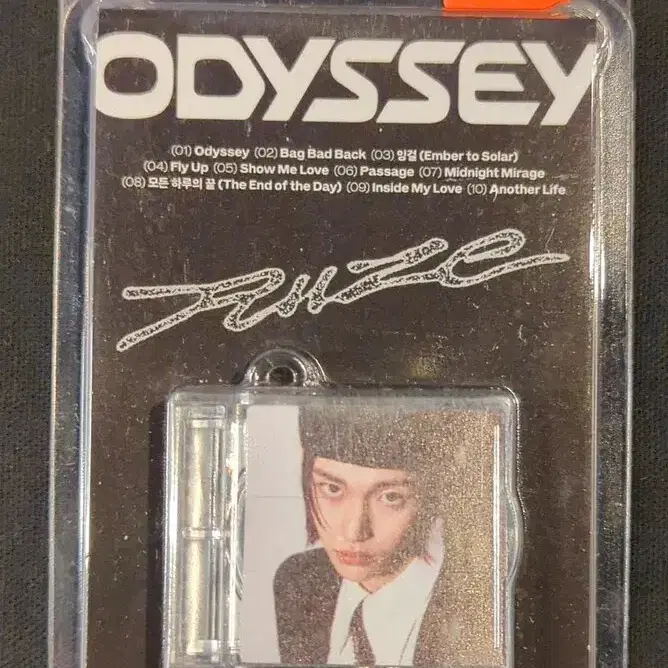 ODYSSEY
(01) Odyssey (02) Bag Bad Back (03) 잉걸 (Ember to Solar)
(04) Fly Up (05) Show Me Love (06) Passage (07) Midnight Mirage
(08) 모든 하루의 끝 (The End of the Day) (09) Inside My Love (10) Another Life
RIIZE